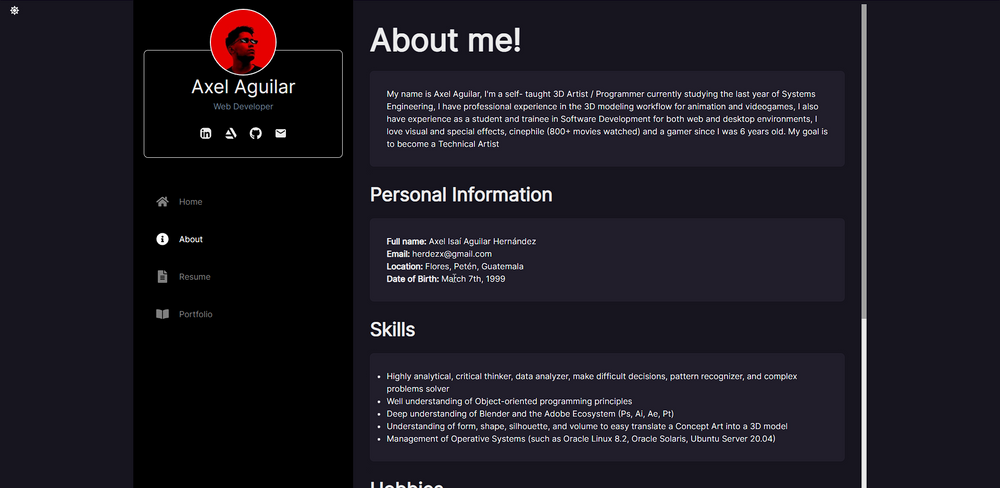 Axel Aguilar
Web Developer
Home
About
Resume
Portfolio
About me!
My name is Axel Aguilar, I'm a self- taught 3D Artist / Programmer currently studying the last year of Systems
Engineering, I have professional experience in the 3D modeling workflow for animation and videogames, I also
have experience as a student and trainee in Software Development for both web and desktop environments, I
love visual and special effects, cinephile (800+ movies watched) and a gamer since I was 6 years old. My goal is
to become a Technical Artist
Personal Information
Full name: Axel Isaí Aguilar Hernández
Email: herdezx@gmail.com
Location: Flores, Petén, Guatemala
Date of Birth: March 7th, 1999
Skills
Highly analytical, critical thinker, data analyzer, make difficult decisions, pattern recognizer, and complex
problems solver
Well understanding of Object-oriented programming principles
Deep understanding of Blender and the Adobe Ecosystem (Ps, Ai, Ae, Pt)
Understanding of form, shape, silhouette, and volume to easy translate a Concept Art into a 3D model
Management of Operative Systems (such as Oracle Linux 8.2, Oracle Solaris, Ubuntu Server 20.04)
Hobbies